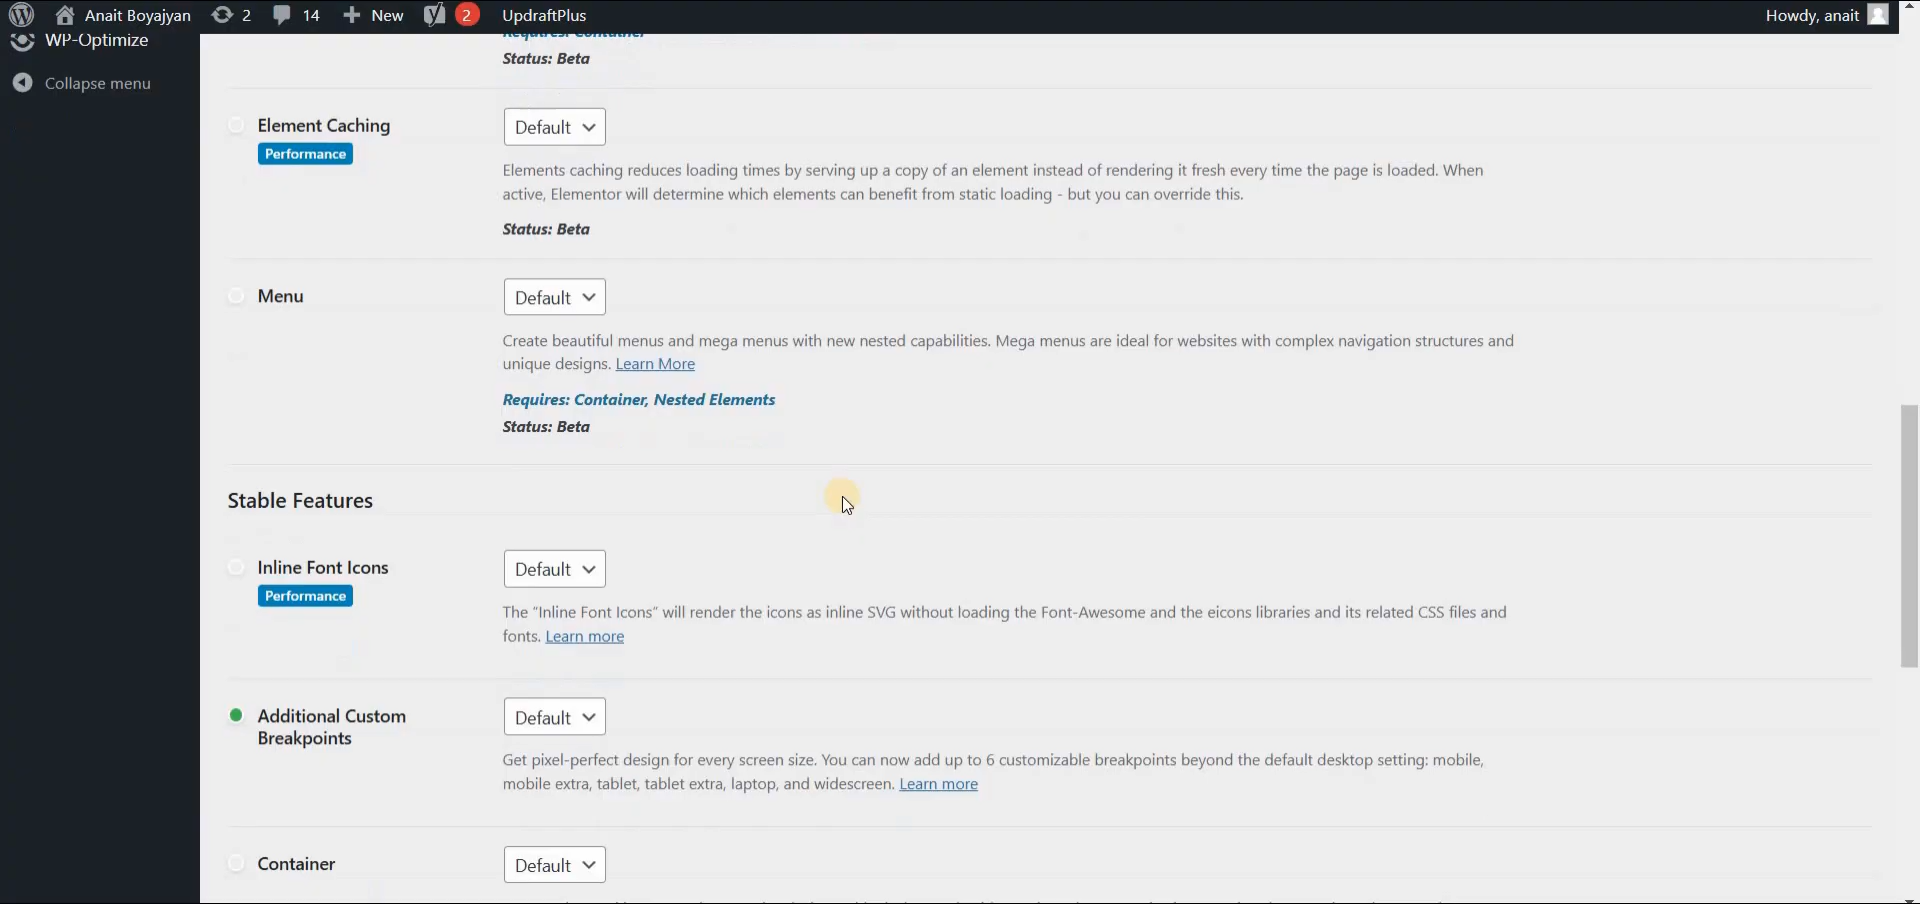 Anait Boyajyan 2 14 New 2 UpdraftPlus Howdy, anait
WP-Optimize
Collapse menu
Requires: Container
Status: Beta
Element Caching
Performance
Default
Elements caching reduces loading times by serving up a copy of an element instead of rendering it fresh every time the page is loaded. When
active, Elementor will determine which elements can benefit from static loading - but you can override this.
Status: Beta
Menu
Default
Create beautiful menus and mega menus with new nested capabilities. Mega menus are ideal for websites with complex navigation structures and
unique designs. Learn More
Requires: Container, Nested Elements
Status: Beta
Stable Features
Inline Font Icons
Performance
Default
The “Inline Font Icons” will render the icons as inline SVG without loading the Font-Awesome and the eicons libraries and its related CSS files and
fonts. Learn more
Additional Custom
Breakpoints
Default
Get pixel-perfect design for every screen size. You can now add up to 6 customizable breakpoints beyond the default desktop setting: mobile,
mobile extra, tablet, tablet extra, laptop, and widescreen. Learn more
Container
Default